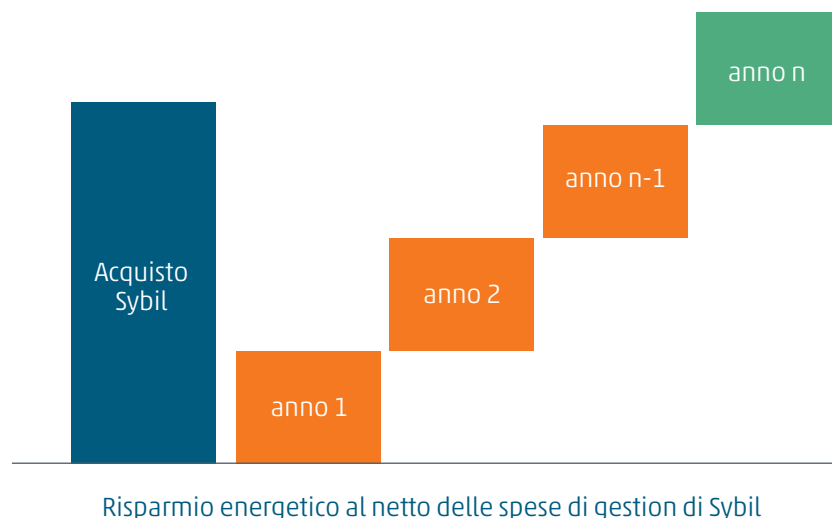 anno n
anno n-1
Acquisto
Sybil
anno 2
anno 1
Risparmio energetico al netto delle spese di gestion di Sybil